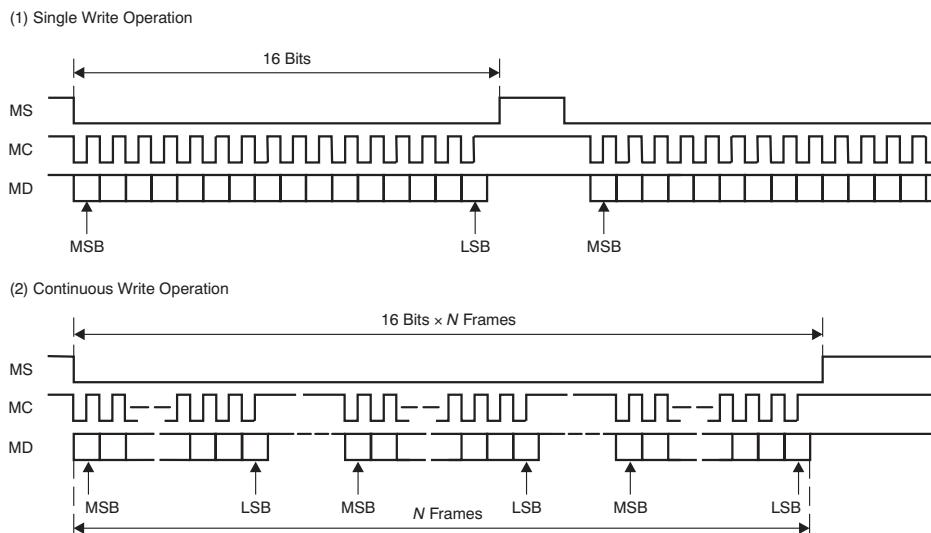 (1) Single Write Operation
16 Bits
MS
MC
MD
MSB LSB MSB
(2) Continuous Write Operation
16 Bits × N Frames
MS
MC
MD
MSB LSB MSB LSB MSB LSB
N Frames